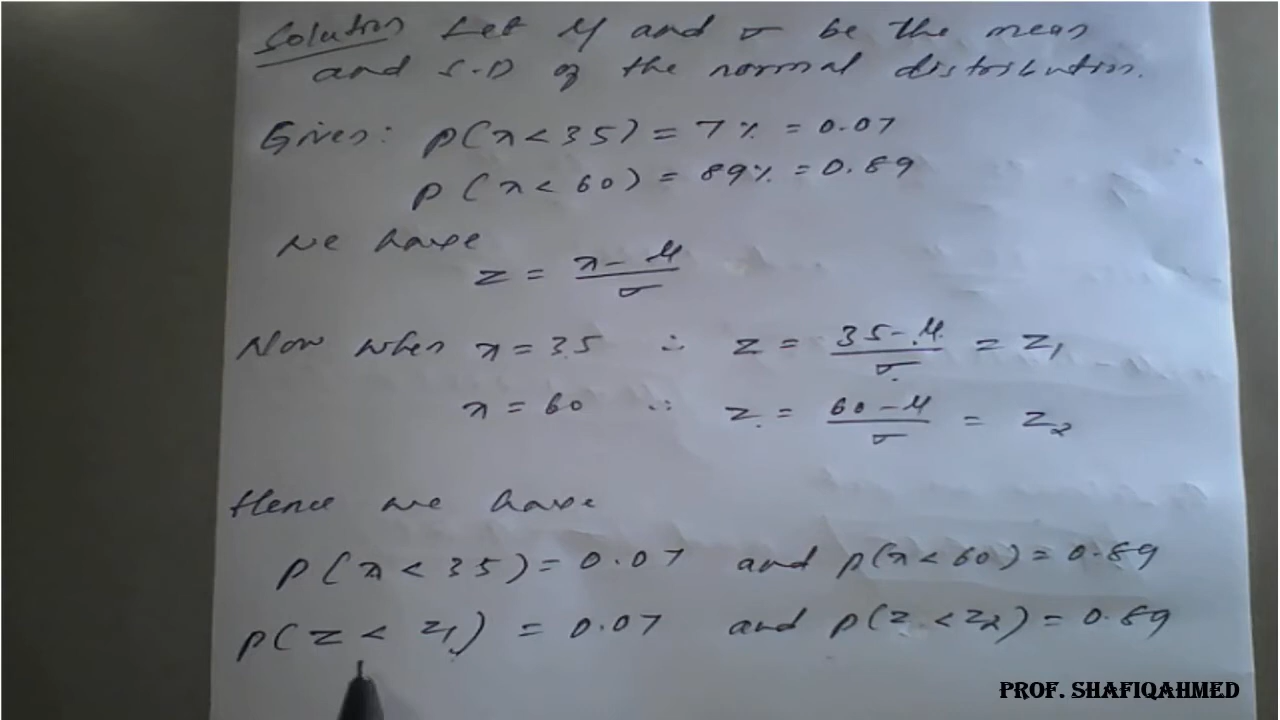 Solution Let μ and σ be the mean
and S.D of the normal distribution.
Given: P(x < 35) = 7% = 0.07
P(x < 60) = 89% = 0.89
We have
z = (x - μ)/σ
Now when x = 35 ∴ z = (35 - μ)/σ = z₁
x = 60 ∴ z = (60 - μ)/σ = z₂
Hence we have
P(x < 35) = 0.07 and P(x < 60) = 0.89
P(z < z₁) = 0.07 and P(z < z₂) = 0.89
PROF. SHAFIQAHMED